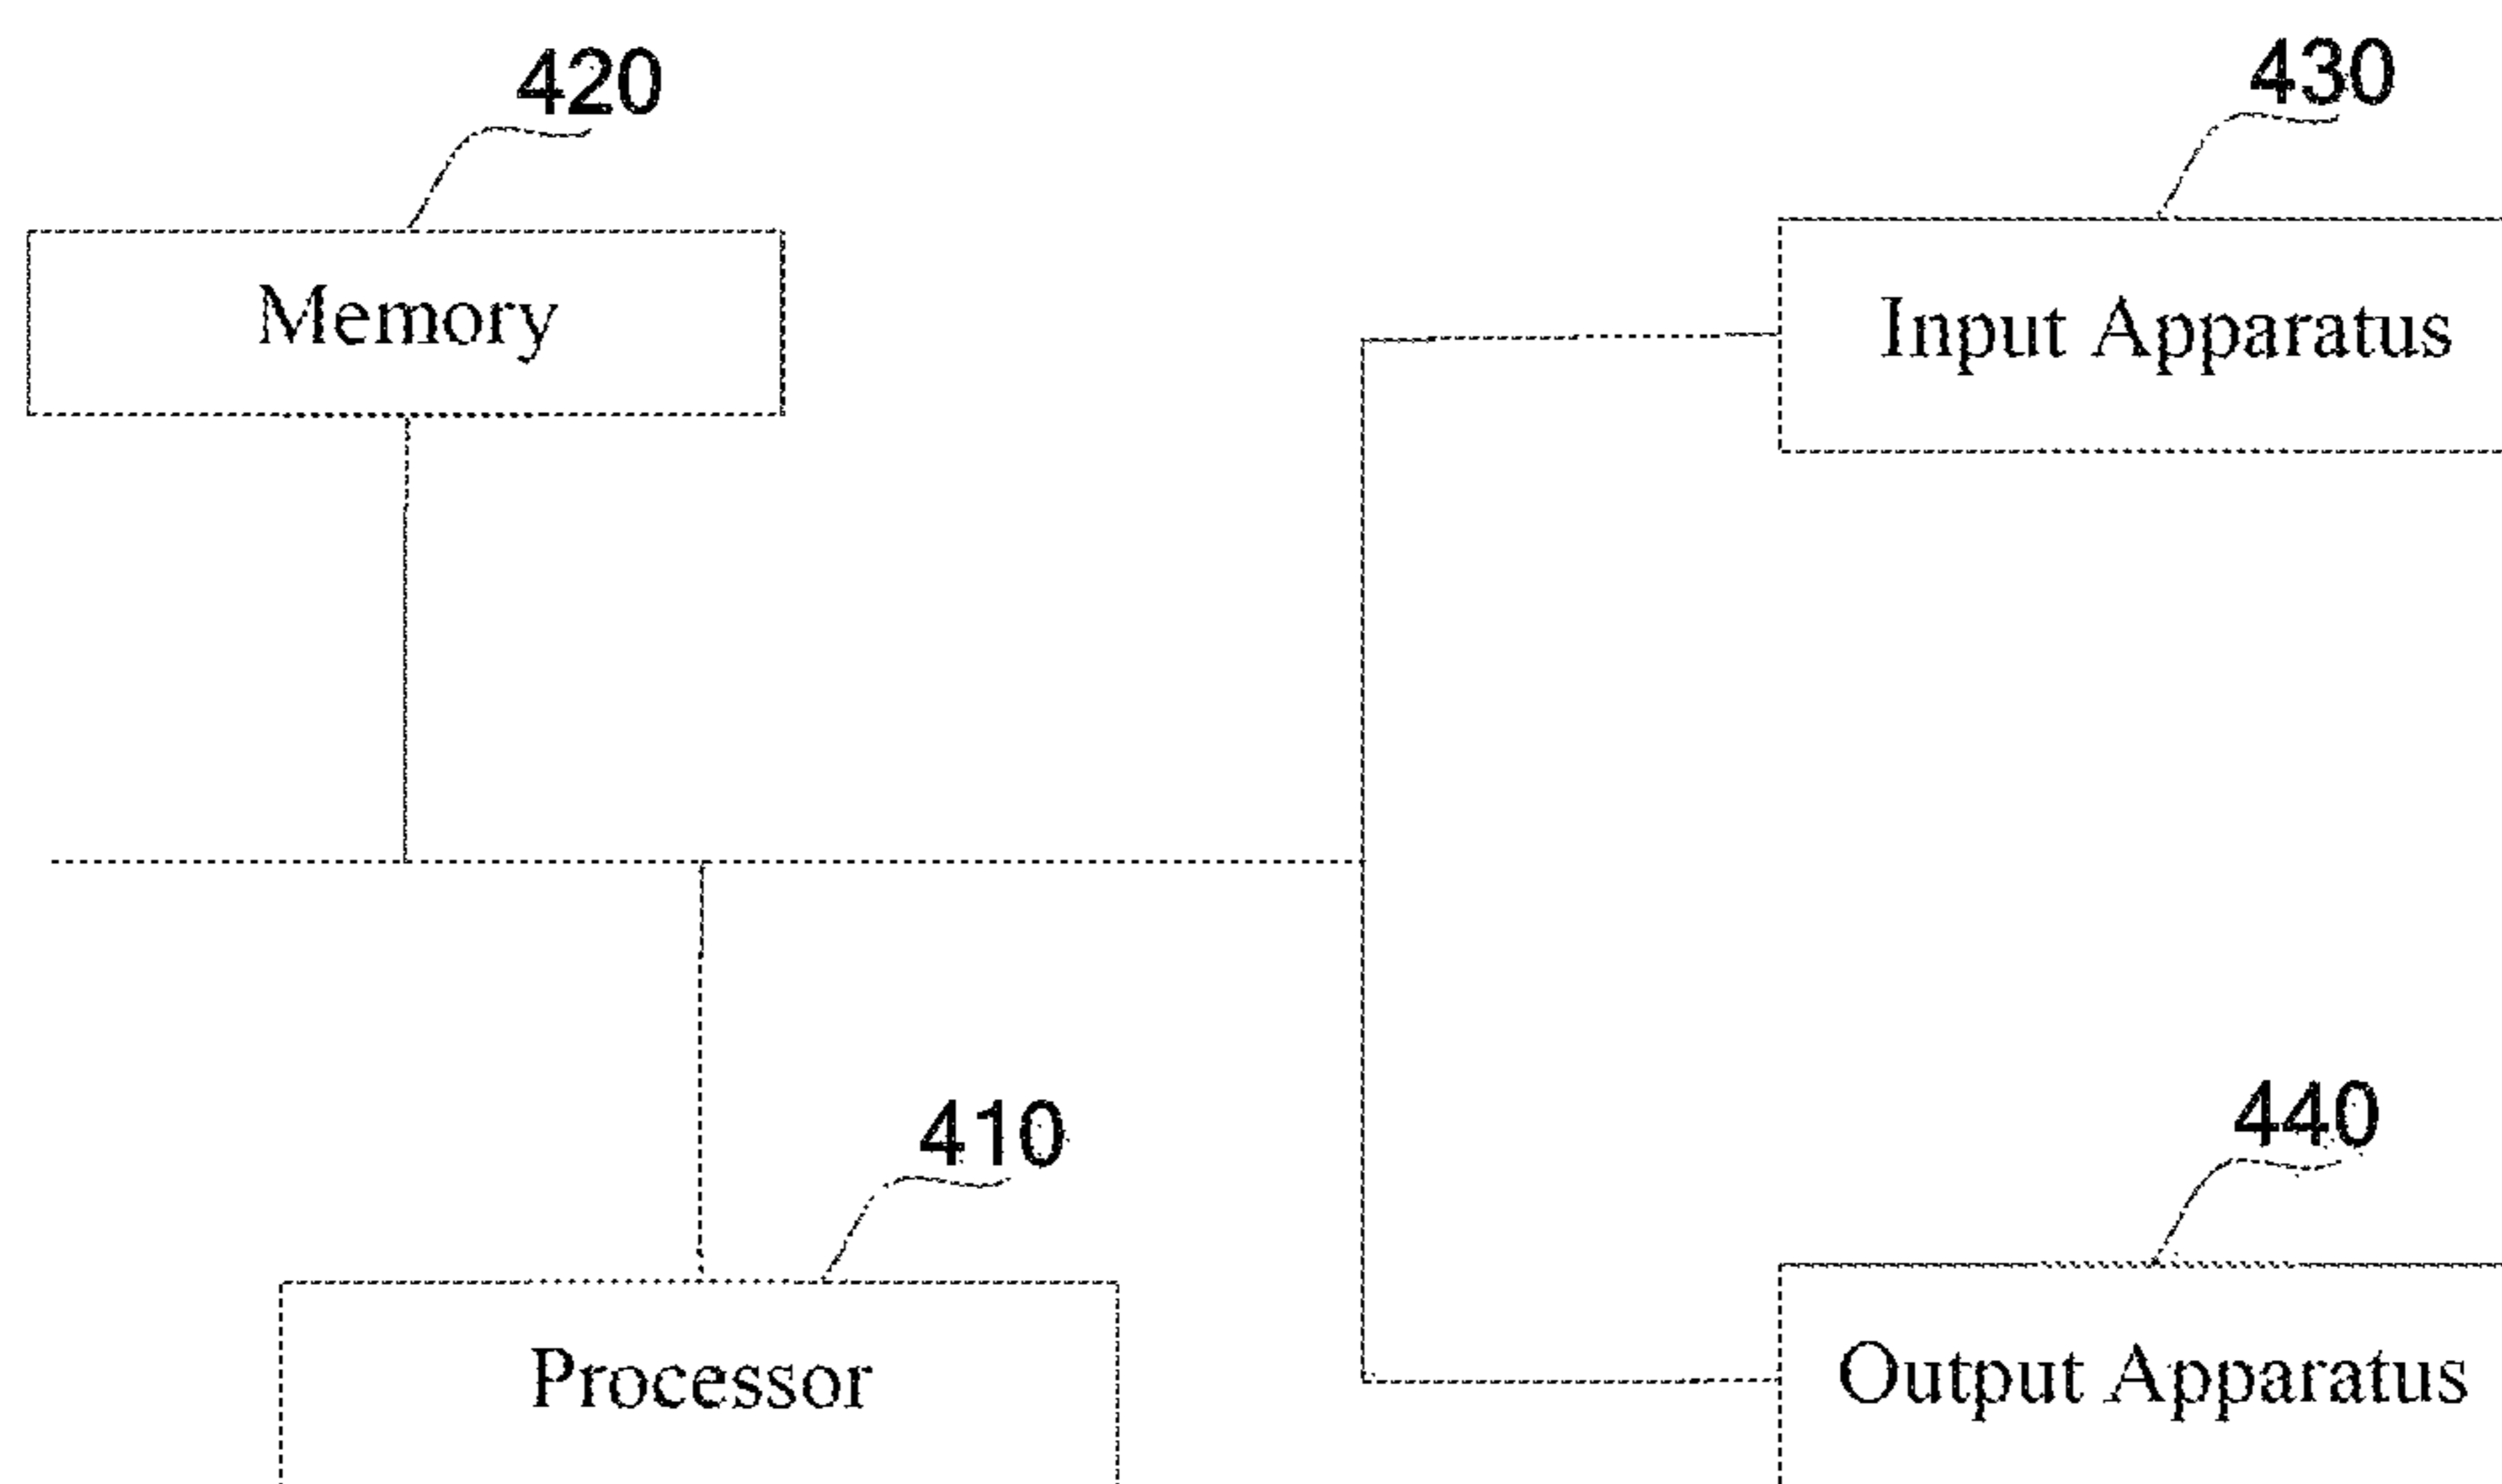 420
430
Memory
Input Apparatus
410
440
Processor
Output Apparatus